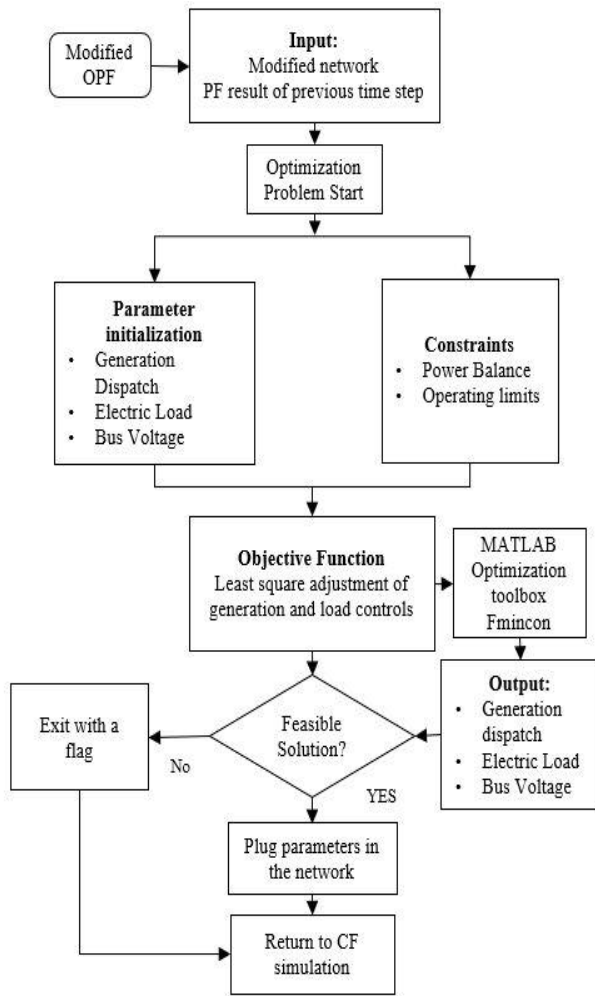 Modified
OPF
Input:
Modified network
PF result of previous time step
Optimization
Problem Start
Parameter
initialization
• Generation
Dispatch
• Electric Load
• Bus Voltage
Constraints
• Power Balance
• Operating limits
Objective Function
Least square adjustment of
generation and load controls
MATLAB
Optimization
toolbox
Fmincon
Output:
• Generation
dispatch
• Electric Load
• Bus Voltage
Feasible
Solution?
Exit with a
flag
No
YES
Plug parameters in
the network
Return to CF
simulation